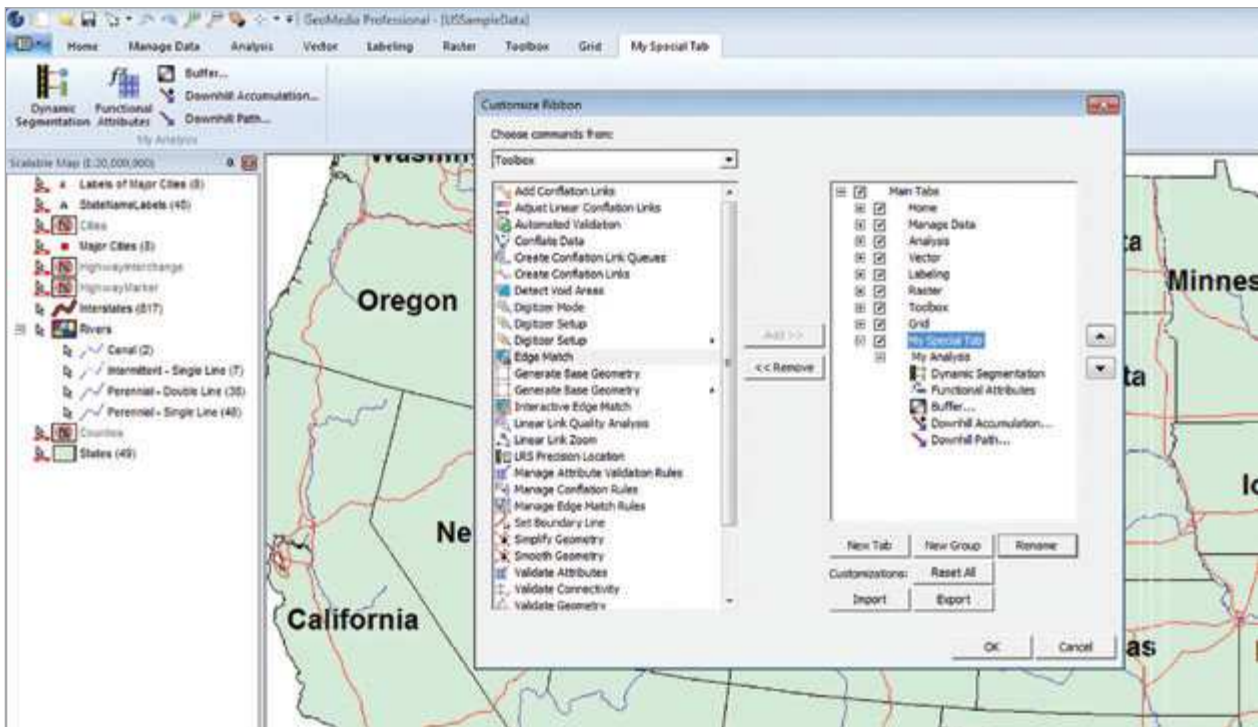 GeoMedia Professional - [USSampleData]
Home Manage Data Analysis Vector Labeling Raster Toolbox Grid My Special Tab
Dynamic Segmentation
Functional Attributes
Buffer...
Downhill Accumulation...
Downhill Path...
My Analysis
Scalable Map (1:20,000,000)
Labels of Major Cities (8)
StateNameLabels (48)
Cities
Major Cities (8)
HighwayInterchange
HighwayMarker
Interstates (817)
Rivers
Canal (2)
Intermittent - Single Line (7)
Perennial - Double Line (38)
Perennial - Single Line (48)
Counties
States (49)
Oregon
Ne
California
ta
Minnes
ta
Io
as
Customize Ribbon
Choose commands from:
Toolbox
Add Conflation Links
Adjust Linear Conflation Links
Automated Validation
Conflate Data
Create Conflation Link Queues
Create Conflation Links
Detect Void Areas
Digitizer Mode
Digitizer Setup
Digitizer Setup
Edge Match
Generate Base Geometry
Generate Base Geometry
Interactive Edge Match
Linear Link Quality Analysis
Linear Link Zoom
LRS Precision Location
Manage Attribute Validation Rules
Manage Conflation Rules
Manage Edge Match Rules
Set Boundary Line
Simplify Geometry
Smooth Geometry
Validate Attributes
Validate Connectivity
Validate Geometry
Add >>
<< Remove
Main Tabs
Home
Manage Data
Analysis
Vector
Labeling
Raster
Toolbox
Grid
My Special Tab
My Analysis
Dynamic Segmentation
Functional Attributes
Buffer...
Downhill Accumulation...
Downhill Path...
New Tab New Group Rename
Customizations: Reset All
Import Export
OK Cancel